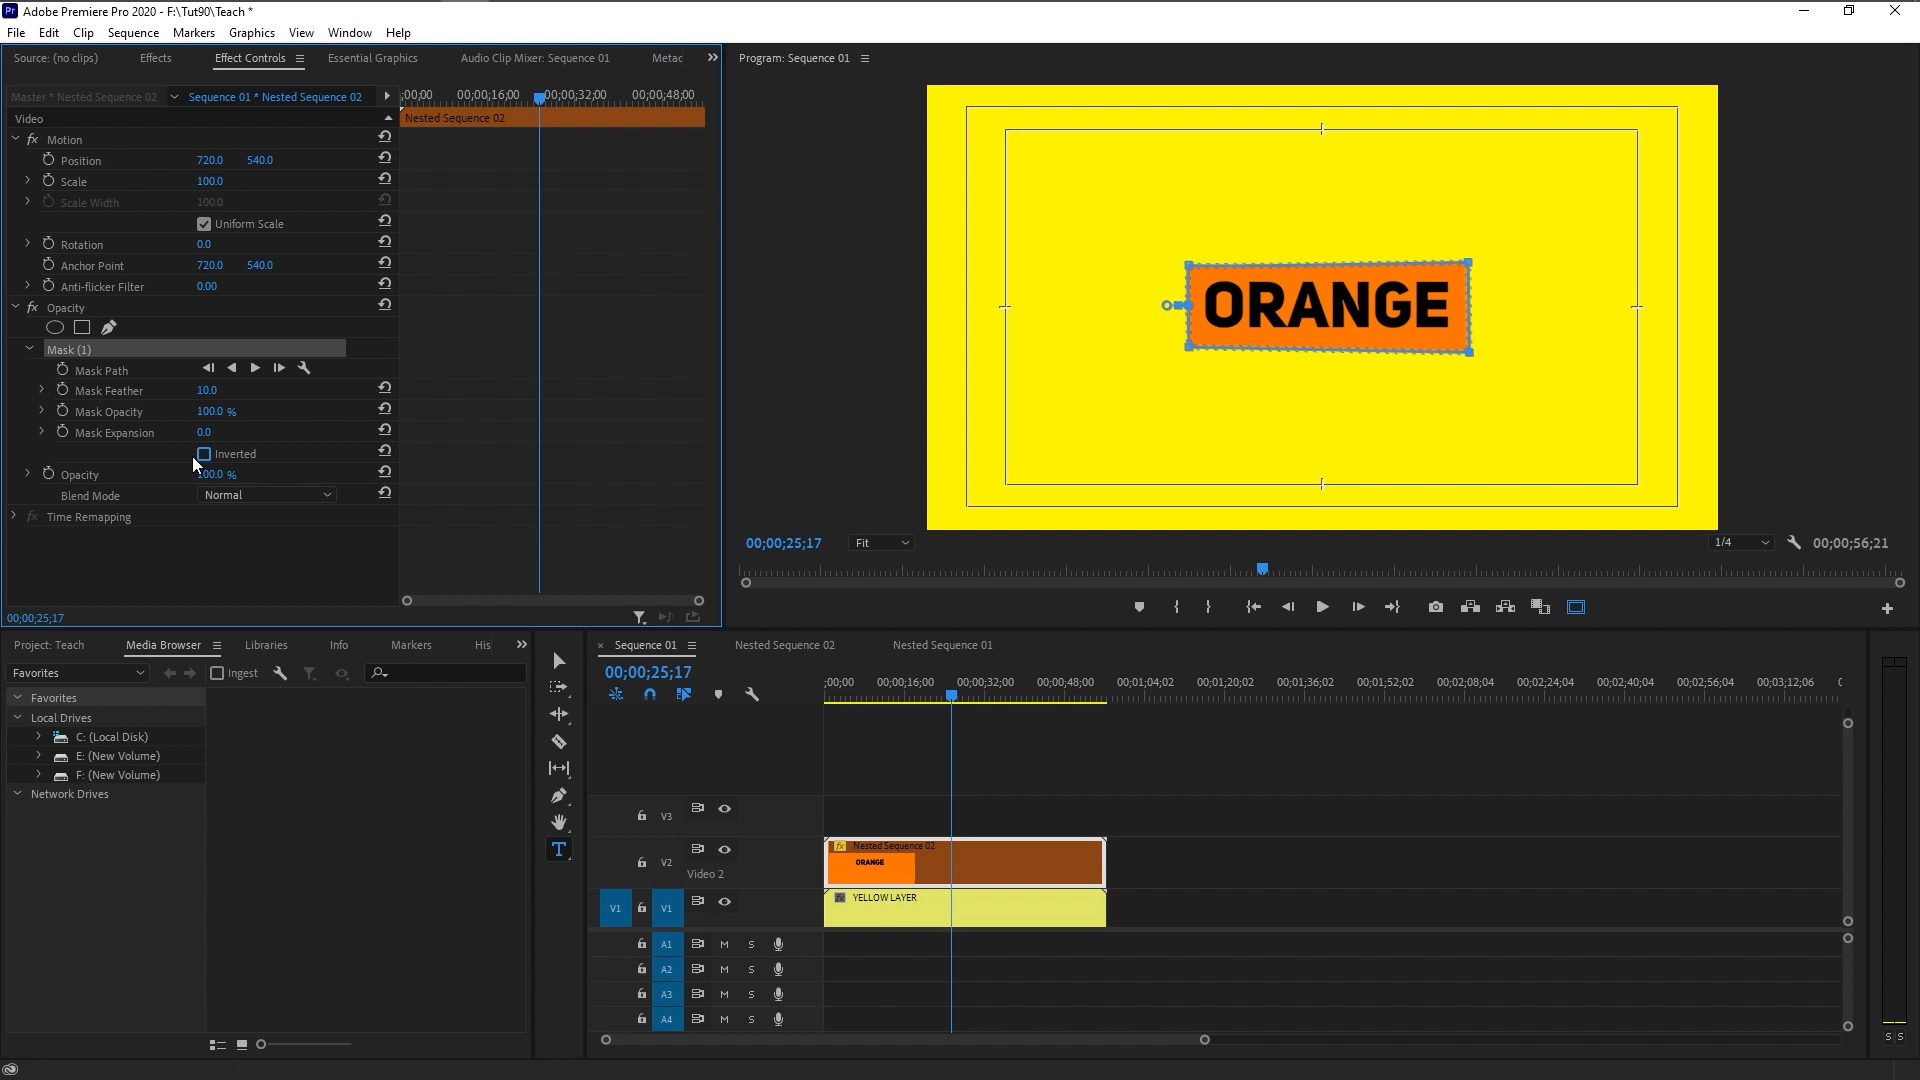 Adobe Premiere Pro 2020 - F:\Tut90\Teach *
File Edit Clip Sequence Markers Graphics View Window Help
Source: (no clips) Effects Effect Controls Essential Graphics Audio Clip Mixer: Sequence 01 Metac
Master * Nested Sequence 02 Sequence 01 * Nested Sequence 02
;00;00 00;00;16;00 00;00;32;00 00;00;48;00
Video
Nested Sequence 02
fx Motion
Position 720.0 540.0
Scale 100.0
Scale Width 100.0
Uniform Scale
Rotation 0.0
Anchor Point 720.0 540.0
Anti-flicker Filter 0.00
fx Opacity
Mask (1)
Mask Path
Mask Feather 10.0
Mask Opacity 100.0 %
Mask Expansion 0.0
Inverted
Opacity 100.0 %
Blend Mode Normal
fx Time Remapping
00;00;25;17
Program: Sequence 01
ORANGE
00;00;25;17 Fit 1/4 00;00;56;21
Project: Teach Media Browser Libraries Info Markers His
Favorites Ingest
Favorites
Local Drives
C: (Local Disk)
E: (New Volume)
F: (New Volume)
Network Drives
T
× Sequence 01 Nested Sequence 02 Nested Sequence 01
00;00;25;17
;00;00 00;00;16;00 00;00;32;00 00;00;48;00 00;01;04;02 00;01;20;02 00;01;36;02 00;01;52;02 00;02;08;04 00;02;24;04 00;02;40;04 00;02;56;04 00;03;12;06
V3
V2 Video 2
fx Nested Sequence 02
ORANGE
V1 V1
fx YELLOW LAYER
A1 M S
A2 M S
A3 M S
A4 M S
S S